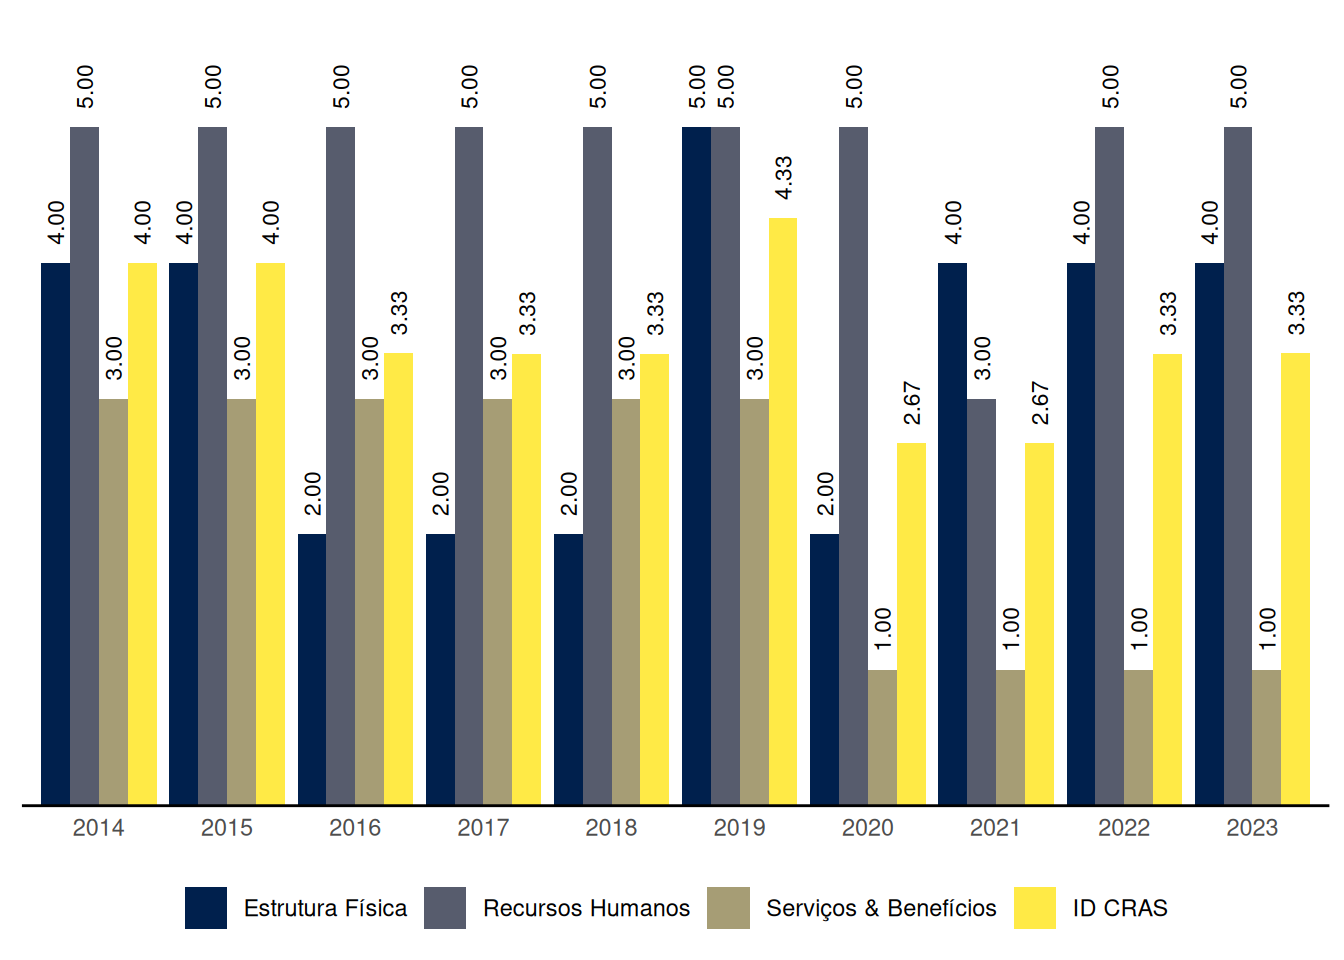 5.00 5.00 5.00 5.00 5.00 5.00 5.00 5.00 5.00 5.00
4.33
4.00 4.00 4.00 4.00 4.00 4.00 4.00
3.33 3.33 3.33 3.33 3.33
3.00 3.00 3.00 3.00 3.00 3.00 3.00
2.67 2.67
2.00 2.00 2.00 2.00
1.00 1.00 1.00 1.00
2014 2015 2016 2017 2018 2019 2020 2021 2022 2023
Estrutura Física Recursos Humanos Serviços & Benefícios ID CRAS